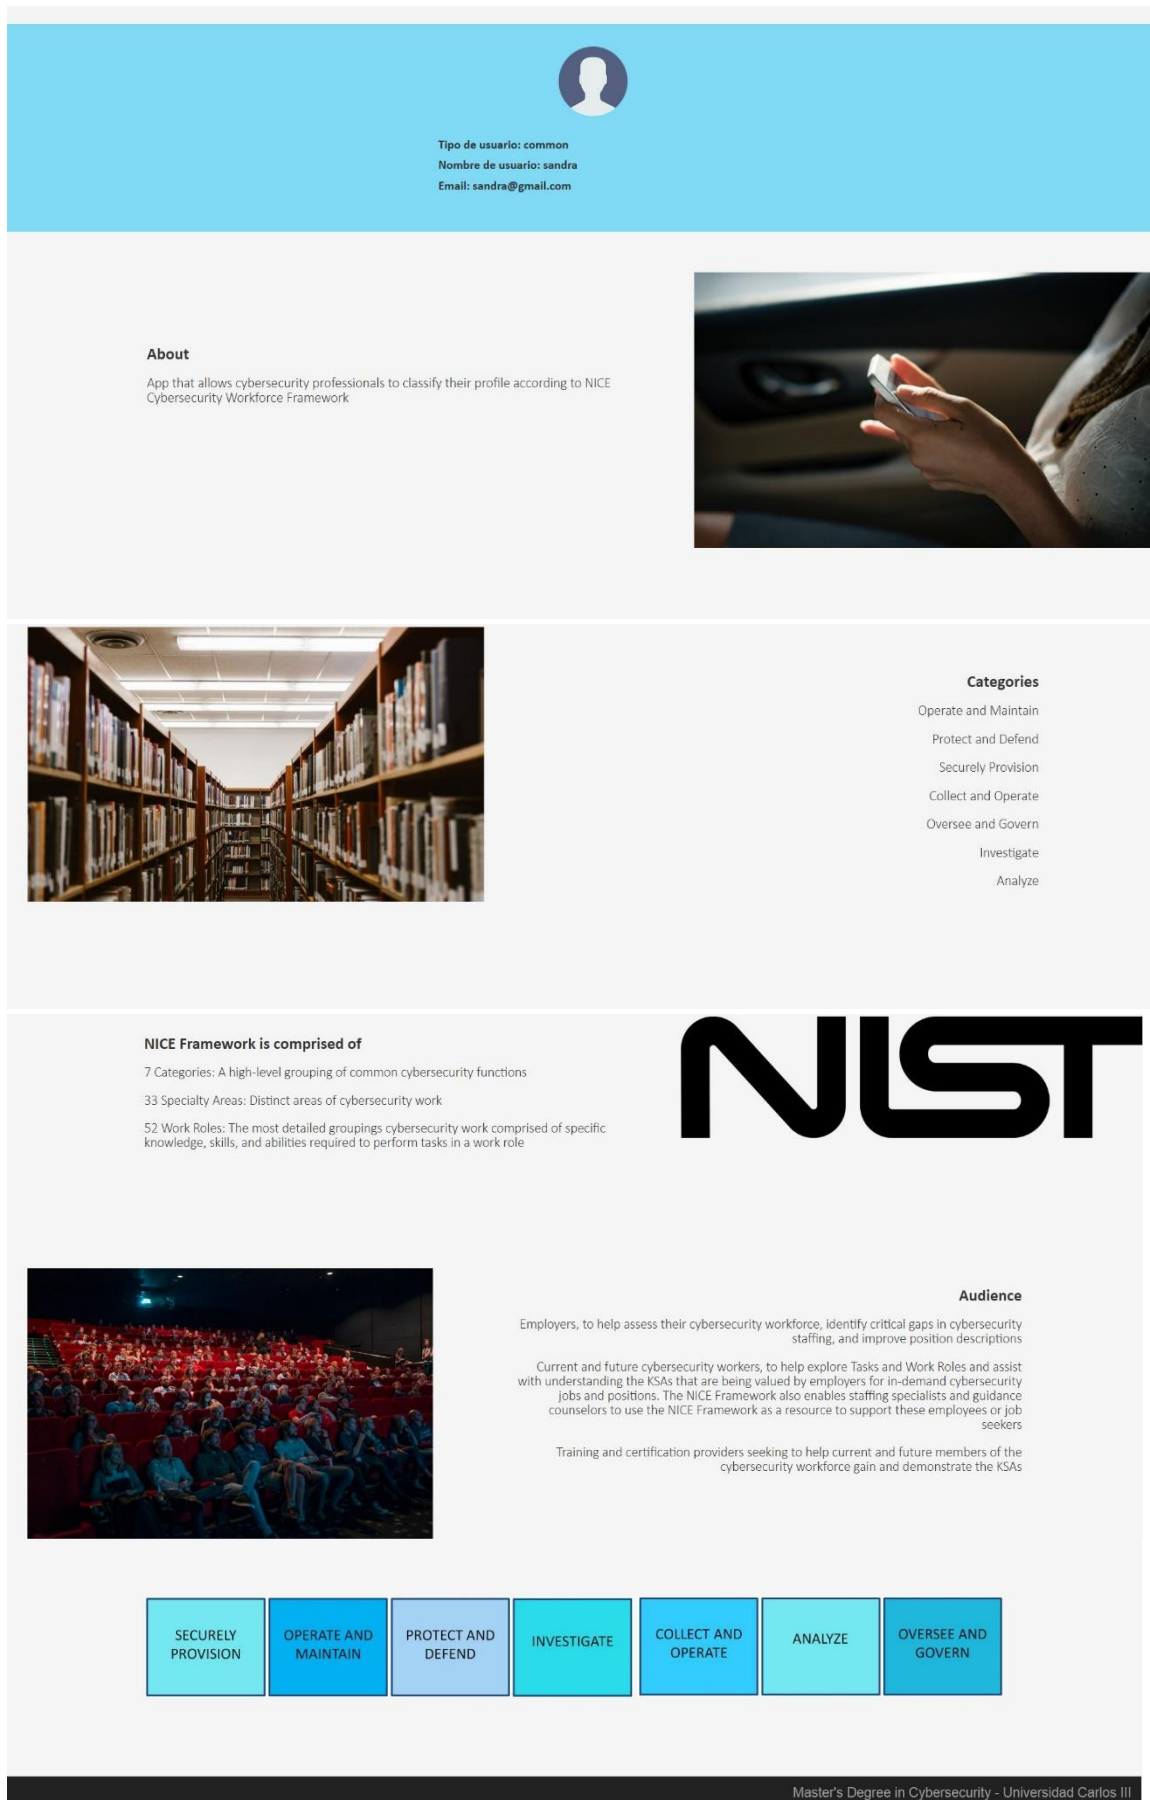 Tipo de usuario: common
Nombre de usuario: sandra
Email: sandra@gmail.com
About
App that allows cybersecurity professionals to classify their profile according to NICE
Cybersecurity Workforce Framework
Categories
Operate and Maintain
Protect and Defend
Securely Provision
Collect and Operate
Oversee and Govern
Investigate
Analyze
NICE Framework is comprised of
7 Categories: A high-level grouping of common cybersecurity functions
33 Specialty Areas: Distinct areas of cybersecurity work
52 Work Roles: The most detailed groupings cybersecurity work comprised of specific
knowledge, skills, and abilities required to perform tasks in a work role
NIST
Audience
Employers, to help assess their cybersecurity workforce, identify critical gaps in cybersecurity
staffing, and improve position descriptions
Current and future cybersecurity workers, to help explore Tasks and Work Roles and assist
with understanding the KSAs that are being valued by employers for in-demand cybersecurity
jobs and positions. The NICE Framework also enables staffing specialists and guidance
counselors to use the NICE Framework as a resource to support these employees or job
seekers
Training and certification providers seeking to help current and future members of the
cybersecurity workforce gain and demonstrate the KSAs
SECURELY
PROVISION
OPERATE AND
MAINTAIN
PROTECT AND
DEFEND
INVESTIGATE
COLLECT AND
OPERATE
ANALYZE
OVERSEE AND
GOVERN
Master's Degree in Cybersecurity - Universidad Carlos III